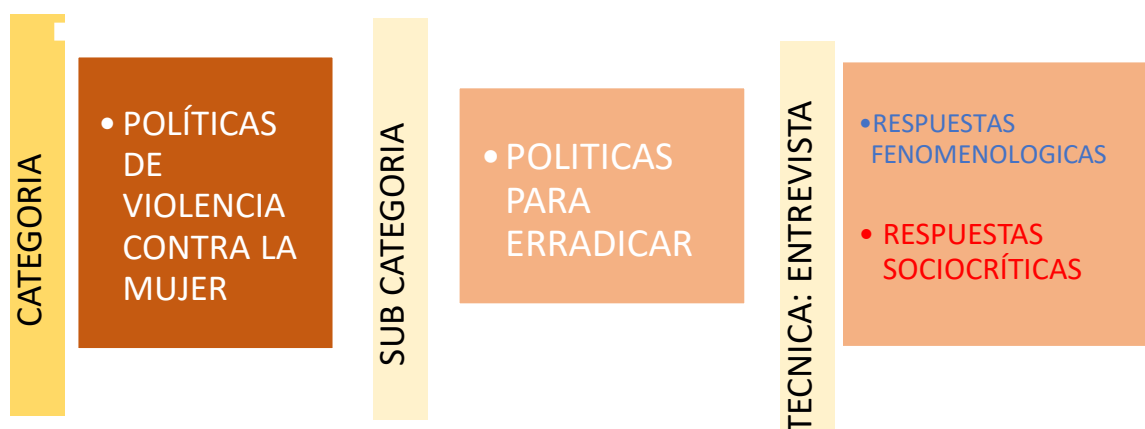 CATEGORIA
• POLÍTICAS
DE
VIOLENCIA
CONTRA LA
MUJER
SUB CATEGORIA
• POLITICAS
PARA
ERRADICAR
TECNICA: ENTREVISTA
•RESPUESTAS
FENOMENOLOGICAS
• RESPUESTAS
SOCIOCRÍTICAS